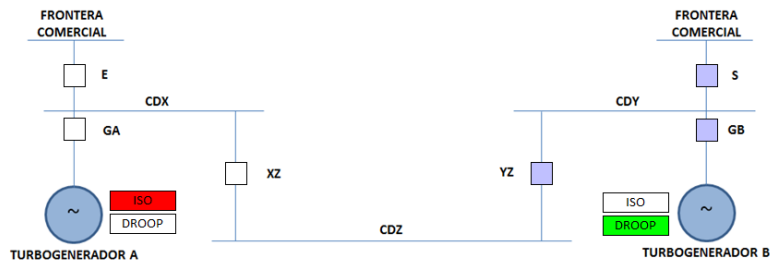 FRONTERA
COMERCIAL
FRONTERA
COMERCIAL
E
S
CDX
CDY
GA
GB
XZ
YZ
ISO
DROOP
ISO
DROOP
~
~
CDZ
TURBOGENERADOR A
TURBOGENERADOR B